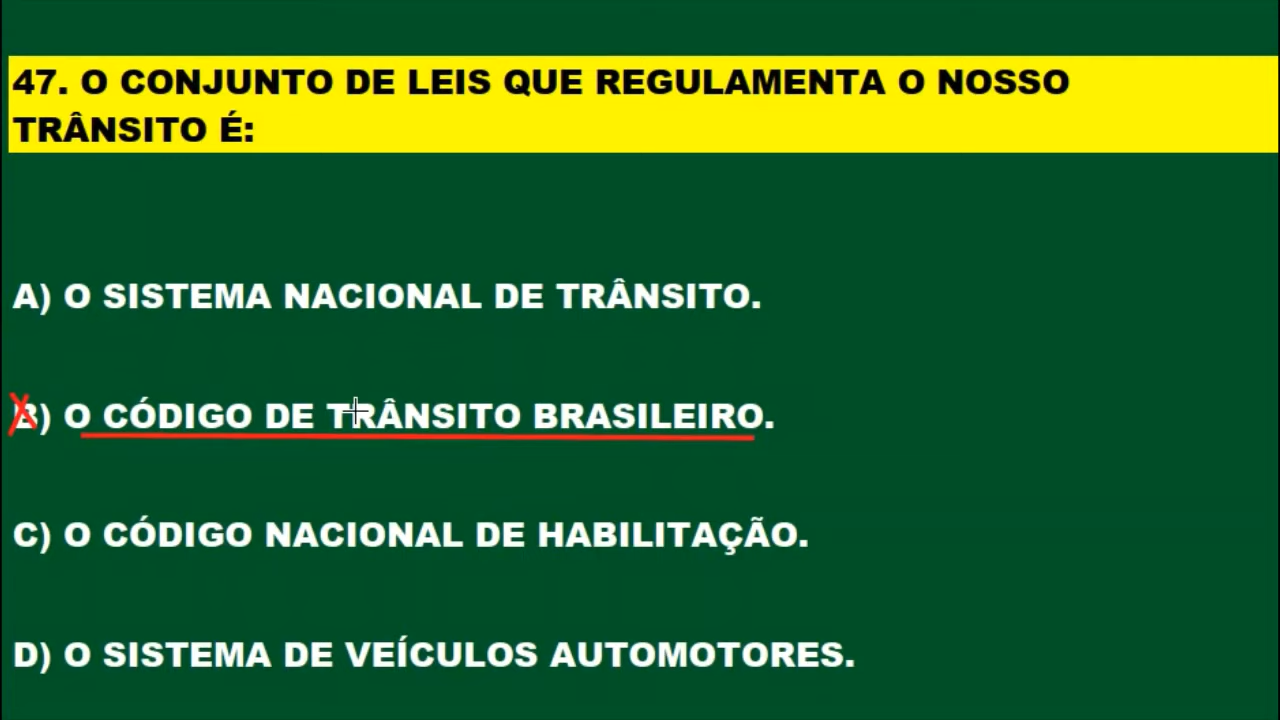 47. O CONJUNTO DE LEIS QUE REGULAMENTA O NOSSO
TRÂNSITO É:
A) O SISTEMA NACIONAL DE TRÂNSITO.
B) O CÓDIGO DE TRÂNSITO BRASILEIRO.
C) O CÓDIGO NACIONAL DE HABILITAÇÃO.
D) O SISTEMA DE VEÍCULOS AUTOMOTORES.